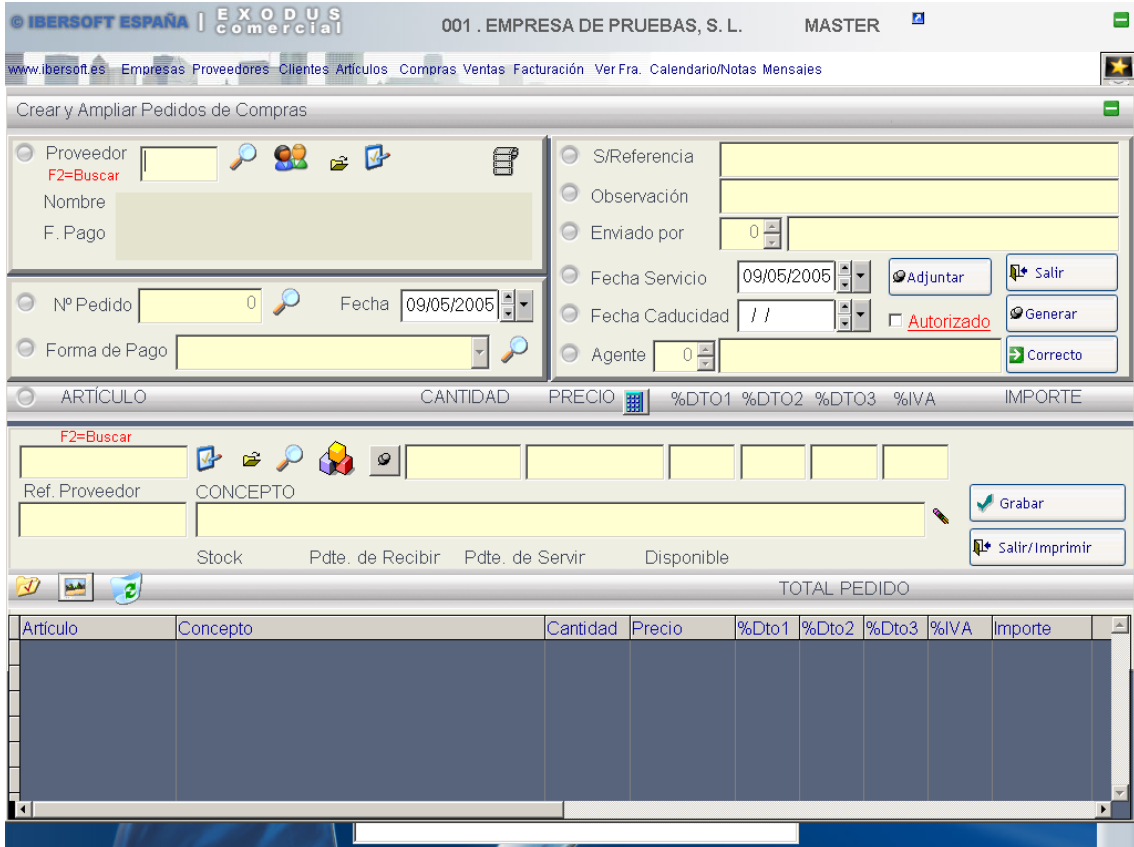 © IBERSOFT ESPAÑA | EXODUS comercial 001 . EMPRESA DE PRUEBAS, S. L. MASTER
www.ibersoft.es Empresas Proveedores Clientes Artículos Compras Ventas Facturación Ver Fra. Calendario/Notas Mensajes
Crear y Ampliar Pedidos de Compras
Proveedor
F2=Buscar
Nombre
F. Pago
S/Referencia
Observación
Enviado por 0
Nº Pedido 0 Fecha 09/05/2005
Forma de Pago
Fecha Servicio 09/05/2005 Adjuntar Salir
Fecha Caducidad / / Autorizado Generar
Agente 0 Correcto
ARTÍCULO CANTIDAD PRECIO %DTO1 %DTO2 %DTO3 %IVA IMPORTE
F2=Buscar
Ref. Proveedor CONCEPTO
Grabar
Stock Pdte. de Recibir Pdte. de Servir Disponible
Salir/Imprimir
TOTAL PEDIDO
Artículo Concepto Cantidad Precio %Dto1 %Dto2 %Dto3 %IVA Importe